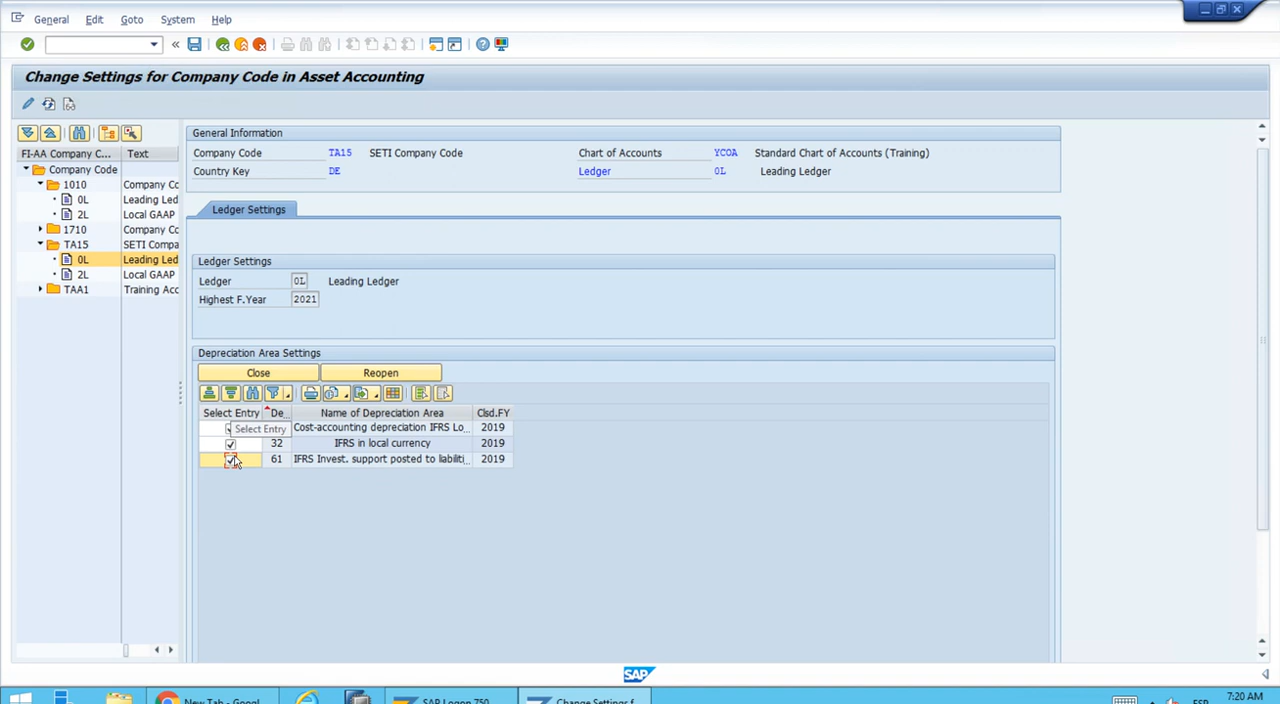 General Edit Goto System Help
Change Settings for Company Code in Asset Accounting
FI-AA Company C... Text
Company Code
1010 Company Co
0L Leading Led
2L Local GAAP
1710 Company Co
TA15 SETI Compa
0L Leading Led
2L Local GAAP
TAA1 Training Acc
General Information
Company Code TA15 SETI Company Code Chart of Accounts YCOA Standard Chart of Accounts (Training)
Country Key DE Ledger 0L Leading Ledger
Ledger Settings
Ledger Settings
Ledger 0L Leading Ledger
Highest F.Year 2021
Depreciation Area Settings
Close Reopen
Select Entry De... Name of Depreciation Area Clsd.FY
Select Entry Cost-accounting depreciation IFRS Lo... 2019
32 IFRS in local currency 2019
61 IFRS Invest. support posted to liabiliti... 2019
SAP
New Tab - Googl... SAP Logon 750 Change Settings f... ESP 7:20 AM